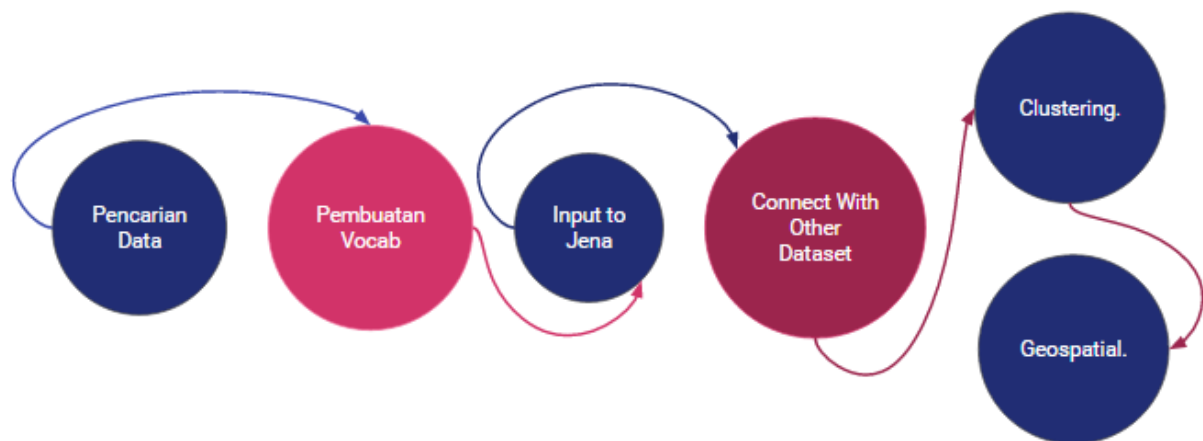 Pencarian
Data
Pembuatan
Vocab
Input to
Jena
Connect With
Other
Dataset
Clustering.
Geospatial.